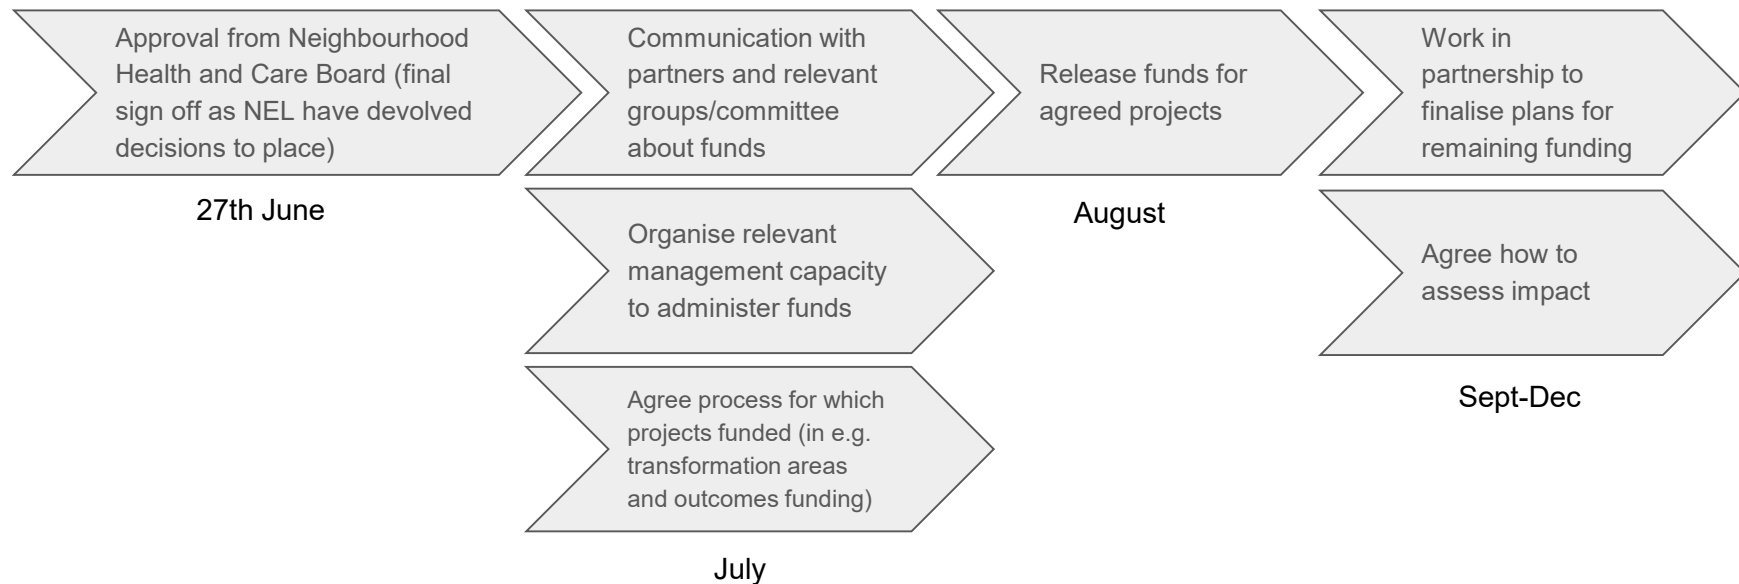 Approval from Neighbourhood
Health and Care Board (final
sign off as NEL have devolved
decisions to place)
27th June
Communication with
partners and relevant
groups/committee
about funds
Organise relevant
management capacity
to administer funds
Agree process for which
projects funded (in e.g.
transformation areas
and outcomes funding)
July
Release funds for
agreed projects
August
Work in
partnership to
finalise plans for
remaining funding
Agree how to
assess impact
Sept-Dec